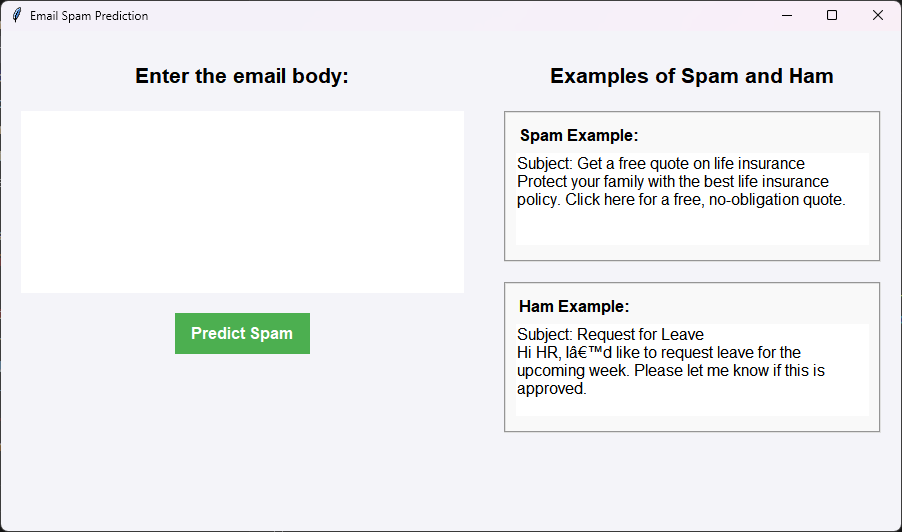 Email Spam Prediction
Enter the email body:
Predict Spam
Examples of Spam and Ham
Spam Example:
Subject: Get a free quote on life insurance
Protect your family with the best life insurance
policy. Click here for a free, no-obligation quote.
Ham Example:
Subject: Request for Leave
Hi HR, Iâ€™d like to request leave for the
upcoming week. Please let me know if this is
approved.